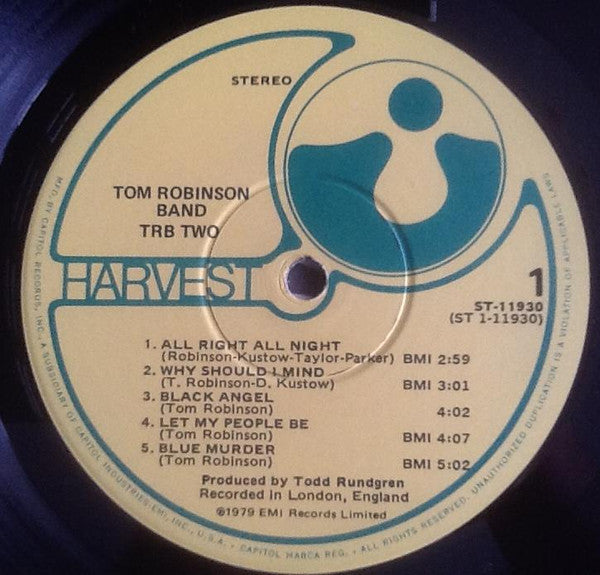 STEREO
TOM ROBINSON
BAND
TRB TWO
HARVEST
1
ST-11930
(ST 1-11930)
1. ALL RIGHT ALL NIGHT
(Robinson-Kustow-Taylor-Parker) BMI 2:59
2. WHY SHOULD I MIND
(T. Robinson-D. Kustow) BMI 3:01
3. BLACK ANGEL
(Tom Robinson) 4:02
4. LET MY PEOPLE BE
(Tom Robinson) BMI 4:07
5. BLUE MURDER
(Tom Robinson) BMI 5:02
Produced by Todd Rundgren
Recorded in London, England
℗1979 EMI Records Limited
MFD. BY CAPITOL RECORDS, INC., A SUBSIDIARY OF CAPITOL INDUSTRIES-EMI, INC., U.S.A. • CAPITOL MARCA REG. • ALL RIGHTS RESERVED. UNAUTHORIZED DUPLICATION IS A VIOLATION OF APPLICABLE LAWS.